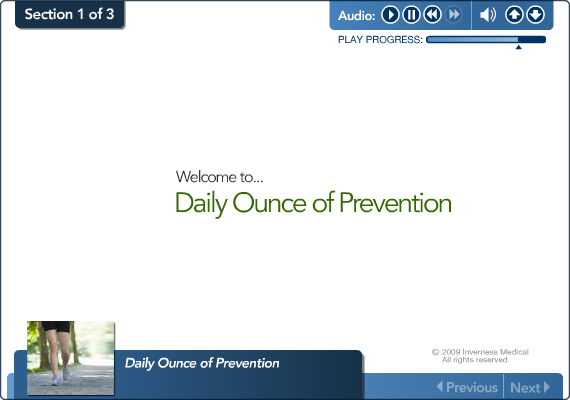 Section 1 of 3
Audio:
PLAY PROGRESS:
Welcome to...
Daily Ounce of Prevention
© 2009 Inverness Medical
All rights reserved.
Daily Ounce of Prevention
Previous
Next